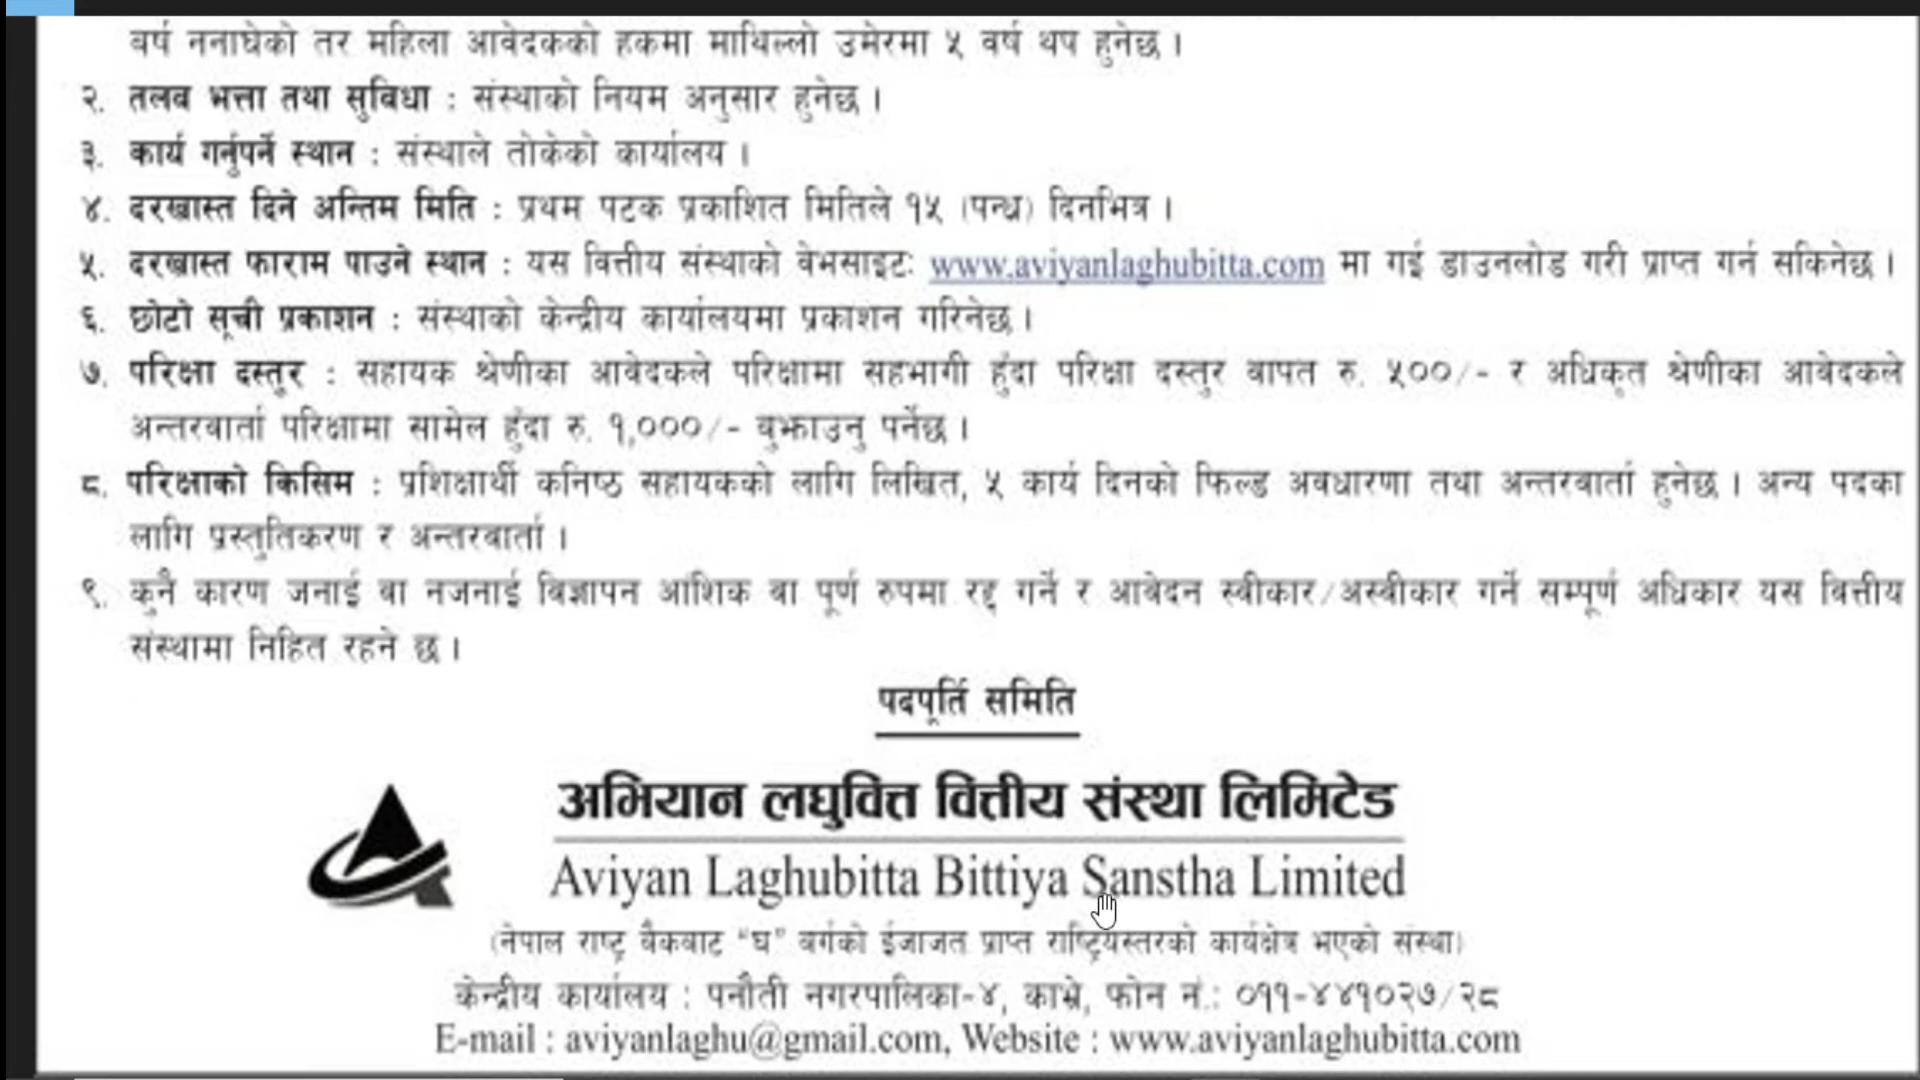 वर्ष ननाघेको तर महिला आवेदकको हकमा माथिल्लो उमेरमा ५ वर्ष थप हुनेछ ।
२. तलब भत्ता तथा सुविधा : संस्थाको नियम अनुसार हुनेछ ।
३. कार्य गर्नुपर्ने स्थान : संस्थाले तोकेको कार्यालय ।
४. दरखास्त दिने अन्तिम मिति : प्रथम पटक प्रकाशित मितिले १५ (पन्ध्र) दिनभित्र ।
५. दरखास्त फाराम पाउने स्थान : यस वित्तीय संस्थाको वेभसाइट: www.aviyanlaghubitta.com मा गई डाउनलोड गरी प्राप्त गर्न सकिनेछ ।
६. छोटो सूची प्रकाशन : संस्थाको केन्द्रीय कार्यालयमा प्रकाशन गरिनेछ ।
७. परिक्षा दस्तुर : सहायक श्रेणीका आवेदकले परिक्षामा सहभागी हुँदा परिक्षा दस्तुर वापत रु. ५००/- र अधिकृत श्रेणीका आवेदकले
अन्तरवार्ता परिक्षामा सामेल हुँदा रु. १,०००/- बुझाउनु पर्नेछ ।
८. परिक्षाको किसिम : प्रशिक्षार्थी कनिष्ठ सहायकको लागि लिखित, ५ कार्य दिनको फिल्ड अवधारणा तथा अन्तरवार्ता हुनेछ । अन्य पदका
लागि प्रस्तुतिकरण र अन्तरवार्ता ।
९. कुनै कारण जनाई वा नजनाई विज्ञापन आंशिक वा पूर्ण रुपमा रद्द गर्ने र आवेदन स्वीकार/अस्वीकार गर्ने सम्पूर्ण अधिकार यस वित्तीय
संस्थामा निहित रहने छ ।
पदपूर्ति समिति
अभियान लघुवित्त वित्तीय संस्था लिमिटेड
Aviyan Laghubitta Bittiya Sanstha Limited
(नेपाल राष्ट्र बैंकबाट "घ" वर्गको ईजाजत प्राप्त राष्ट्रियस्तरको कार्यक्षेत्र भएको संस्था)
केन्द्रीय कार्यालय : पनौती नगरपालिका-४, काभ्रे, फोन नं.: ०११-४४१०२७/२८
E-mail : aviyanlaghu@gmail.com, Website : www.aviyanlaghubitta.com